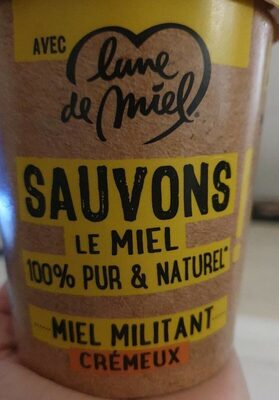 AVEC
lune
de miel®
SAUVONS
LE MIEL
100% PUR & NATUREL*
MIEL MILITANT
CRÉMEUX